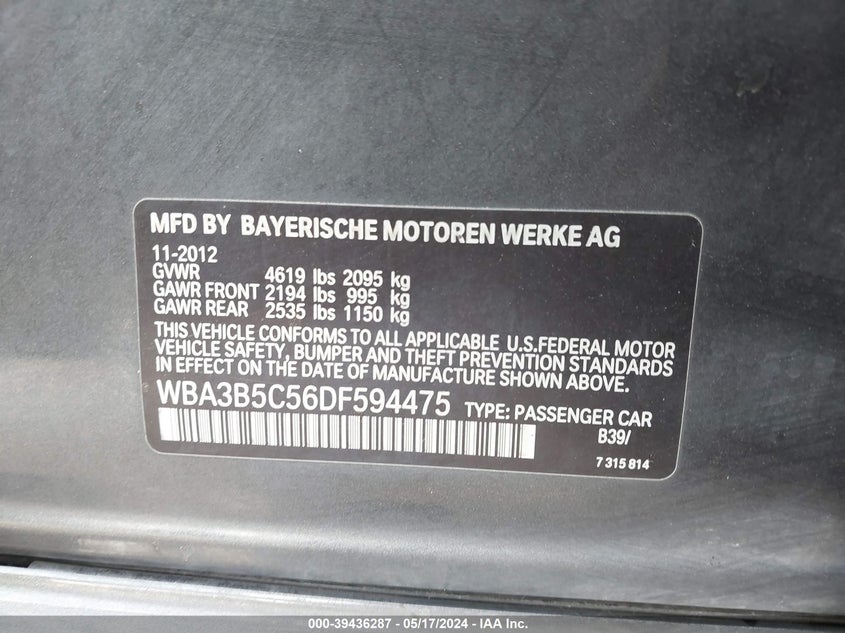 MFD BY BAYERISCHE MOTOREN WERKE AG
11-2012
GVWR 4619 lbs 2095 kg
GAWR FRONT 2194 lbs 995 kg
GAWR REAR 2535 lbs 1150 kg
THIS VEHICLE CONFORMS TO ALL APPLICABLE U.S.FEDERAL MOTOR
VEHICLE SAFETY, BUMPER AND THEFT PREVENTION STANDARDS
IN EFFECT ON THE DATE OF MANUFACTURE SHOWN ABOVE.
WBA3B5C56DF594475 TYPE: PASSENGER CAR
B39/
7 315 814
000-39436287 - 05/17/2024 - IAA Inc.